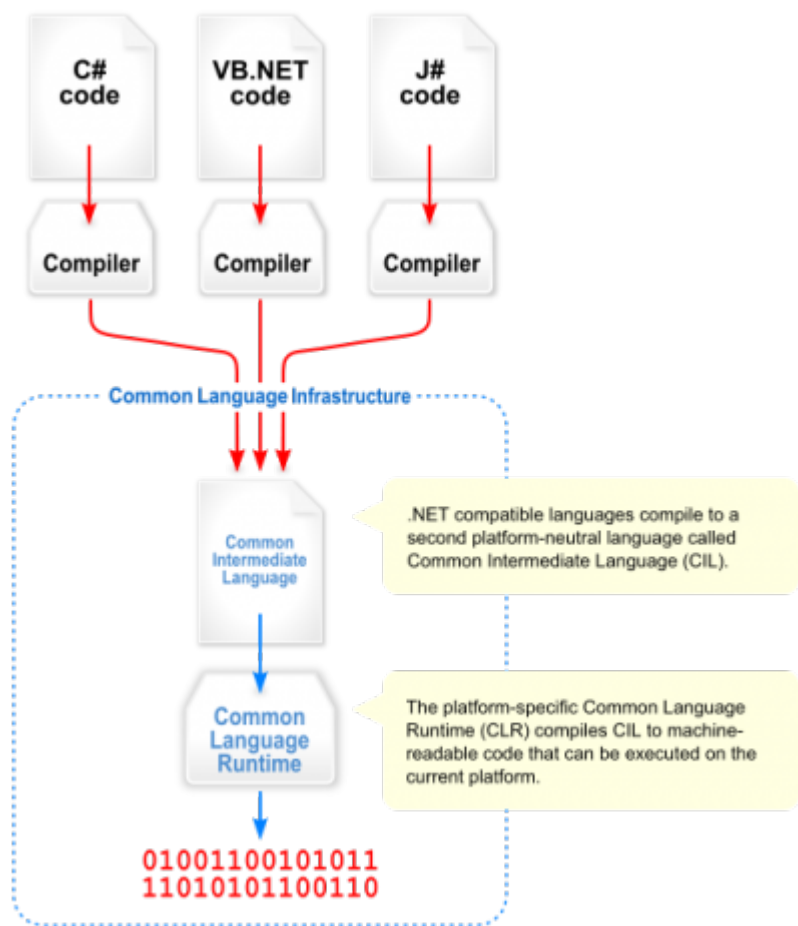 C#
code
VB.NET
code
J#
code
Compiler
Compiler
Compiler
Common Language Infrastructure
Common
Intermediate
Language
.NET compatible languages compile to a
second platform-neutral language called
Common Intermediate Language (CIL).
Common
Language
Runtime
The platform-specific Common Language
Runtime (CLR) compiles CIL to machine-
readable code that can be executed on the
current platform.
01001100101011
11010101100110